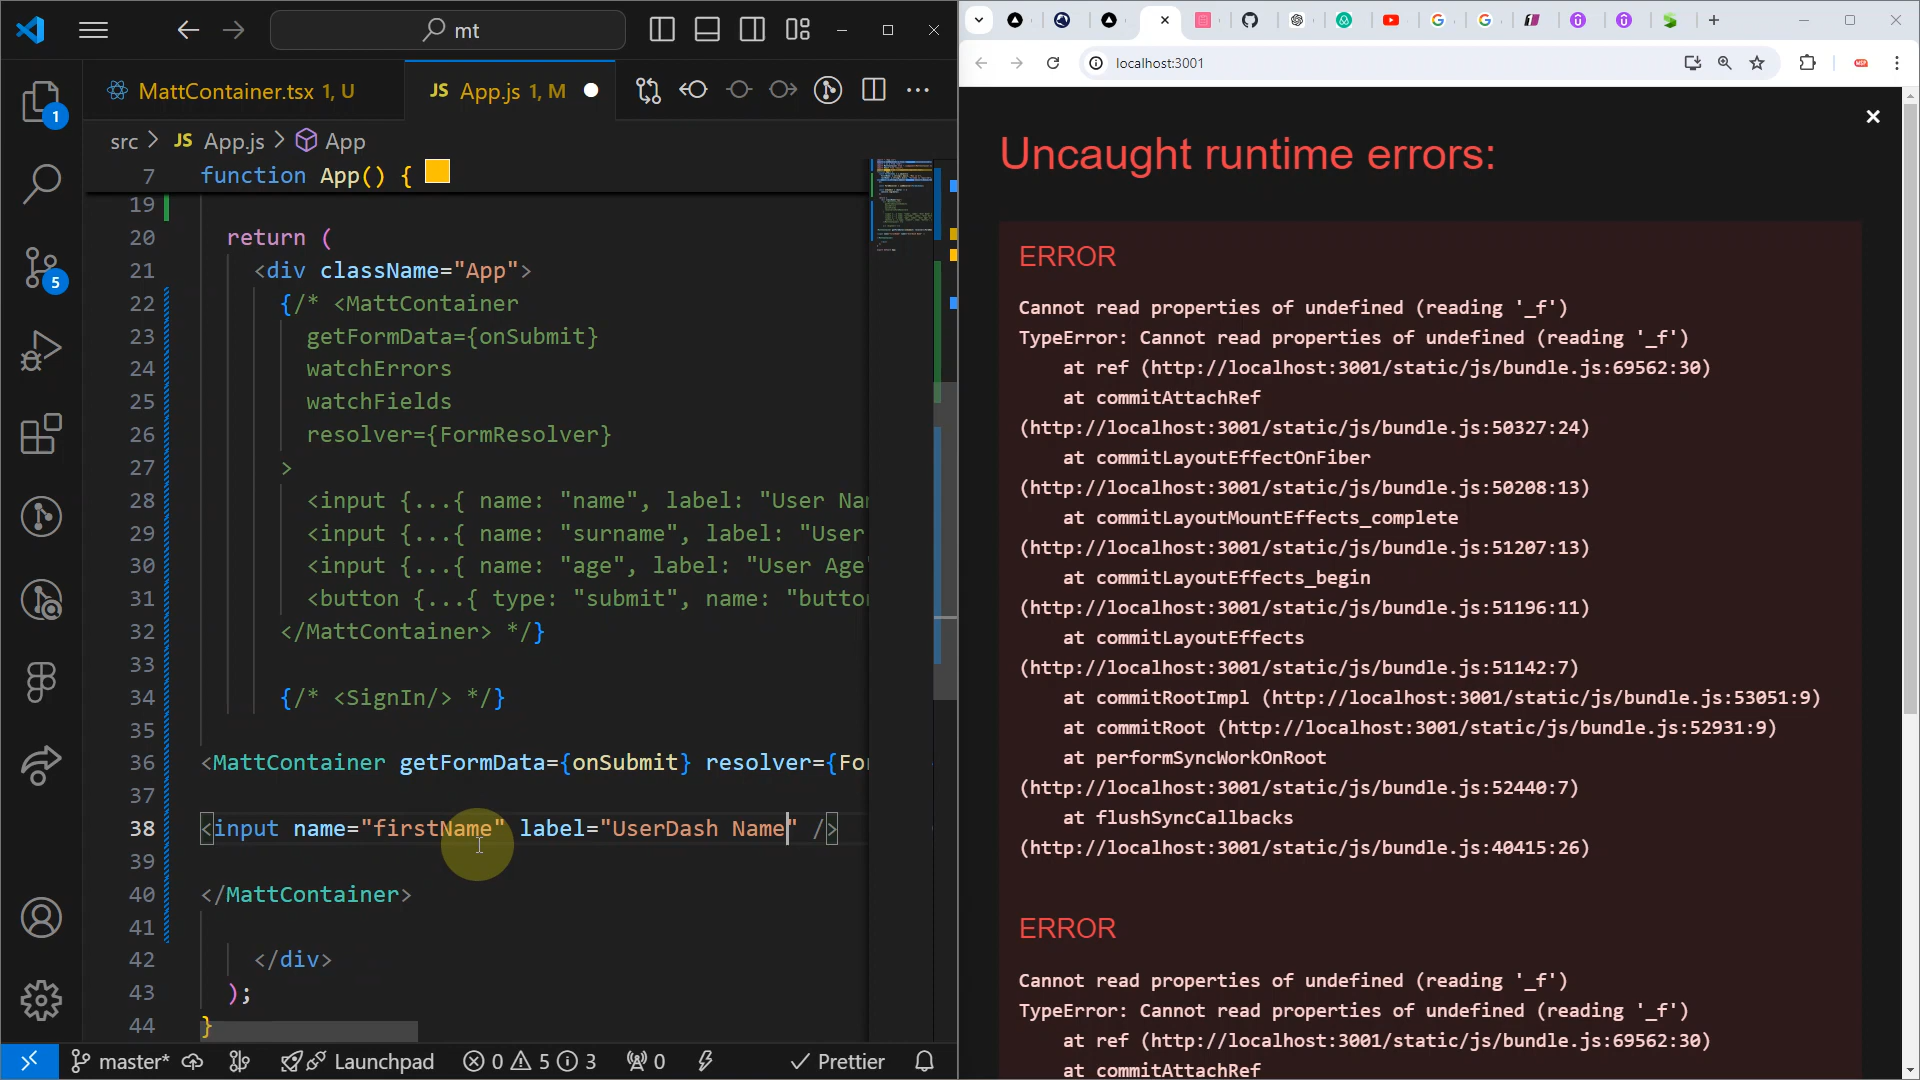 mt
MattContainer.tsx 1, U
JS App.js 1, M
src > JS App.js > App
7 function App() {
19
20 return (
21 <div className="App">
22 {/* <MattContainer
23 getFormData={onSubmit}
24 watchErrors
25 watchFields
26 resolver={FormResolver}
27 >
28 <input {...{ name: "name", label: "User Na
29 <input {...{ name: "surname", label: "User
30 <input {...{ name: "age", label: "User Age"
31 <button {...{ type: "submit", name: "butto
32 </MattContainer> */}
33
34 {/* <SignIn/> */}
35
36 <MattContainer getFormData={onSubmit} resolver={Fo
37
38 <input name="firstName" label="UserDash Name" />
39
40 </MattContainer>
41
42 </div>
43 );
44 }
1
5
master* Launchpad 0 5 3 0 Prettier
localhost:3001
Uncaught runtime errors:
ERROR
Cannot read properties of undefined (reading '_f')
TypeError: Cannot read properties of undefined (reading '_f')
at ref (http://localhost:3001/static/js/bundle.js:69562:30)
at commitAttachRef
(http://localhost:3001/static/js/bundle.js:50327:24)
at commitLayoutEffectOnFiber
(http://localhost:3001/static/js/bundle.js:50208:13)
at commitLayoutMountEffects_complete
(http://localhost:3001/static/js/bundle.js:51207:13)
at commitLayoutEffects_begin
(http://localhost:3001/static/js/bundle.js:51196:11)
at commitLayoutEffects
(http://localhost:3001/static/js/bundle.js:51142:7)
at commitRootImpl (http://localhost:3001/static/js/bundle.js:53051:9)
at commitRoot (http://localhost:3001/static/js/bundle.js:52931:9)
at performSyncWorkOnRoot
(http://localhost:3001/static/js/bundle.js:52440:7)
at flushSyncCallbacks
(http://localhost:3001/static/js/bundle.js:40415:26)
ERROR
Cannot read properties of undefined (reading '_f')
TypeError: Cannot read properties of undefined (reading '_f')
at ref (http://localhost:3001/static/js/bundle.js:69562:30)
at commitAttachRef